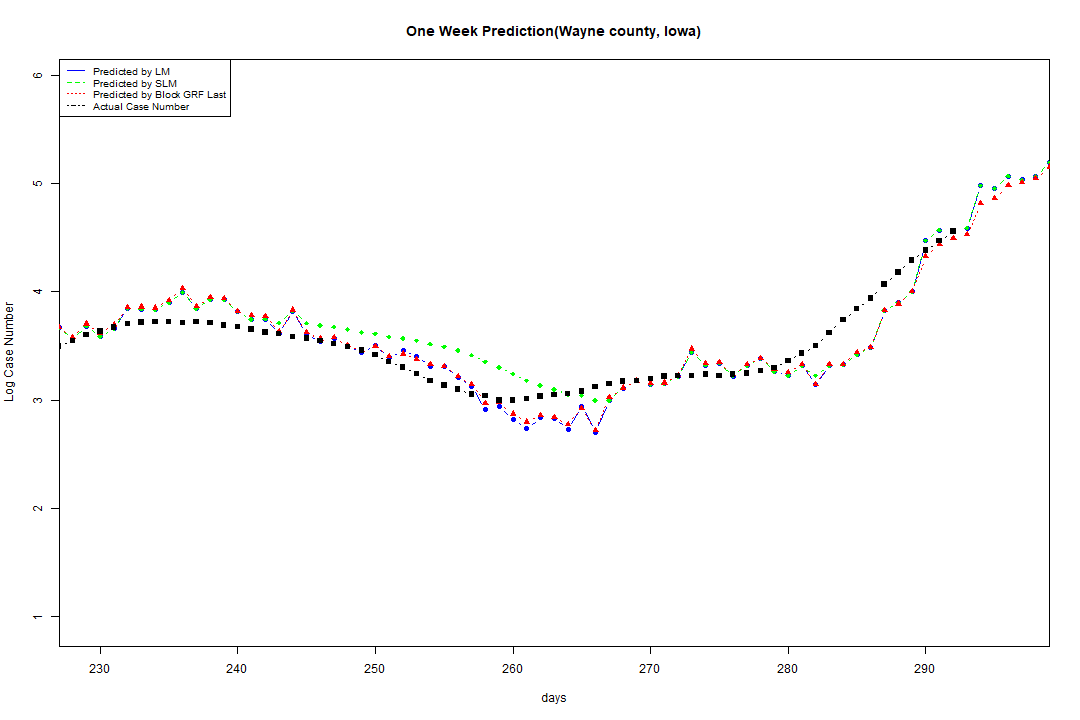 One Week Prediction(Wayne county, Iowa)
Predicted by LM
Predicted by SLM
Predicted by Block GRF Last
Actual Case Number
6
5
4
3
2
1
Log Case Number
230 240 250 260 270 280 290
days